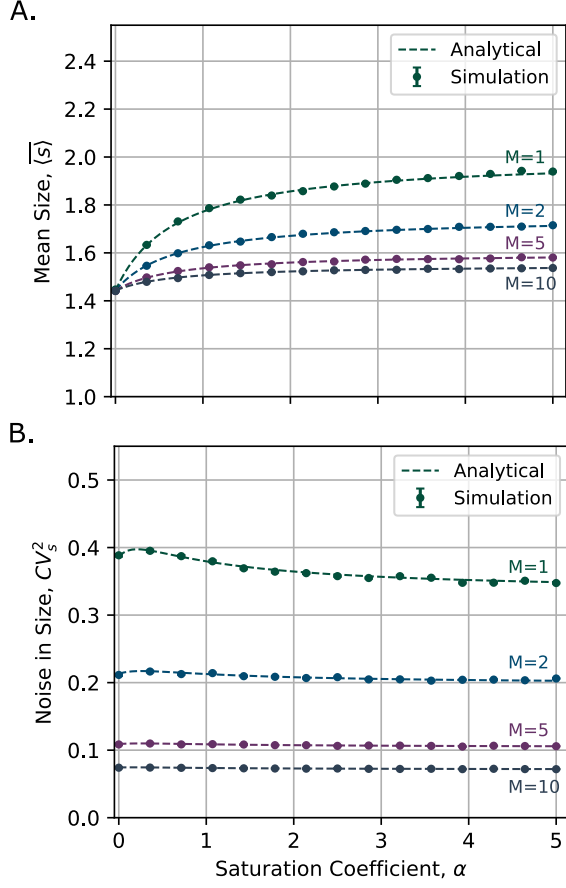 A.
Mean Size, ⟨s̅⟩
2.4
2.2
2.0
1.8
1.6
1.4
1.2
1.0
Analytical
Simulation
M=1
M=2
M=5
M=10
B.
Noise in Size, CV_s^2
0.5
0.4
0.3
0.2
0.1
0.0
Analytical
Simulation
M=1
M=2
M=5
M=10
0 1 2 3 4 5
Saturation Coefficient, α